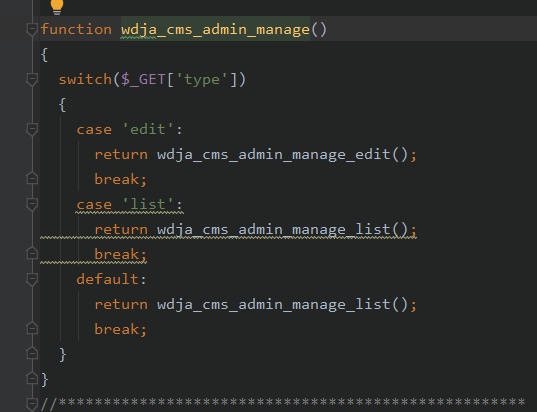 function wdja_cms_admin_manage()
{
switch($_GET['type'])
{
case 'edit':
return wdja_cms_admin_manage_edit();
break;
case 'list':
return wdja_cms_admin_manage_list();
break;
default:
return wdja_cms_admin_manage_list();
break;
}
}
//****************************************************